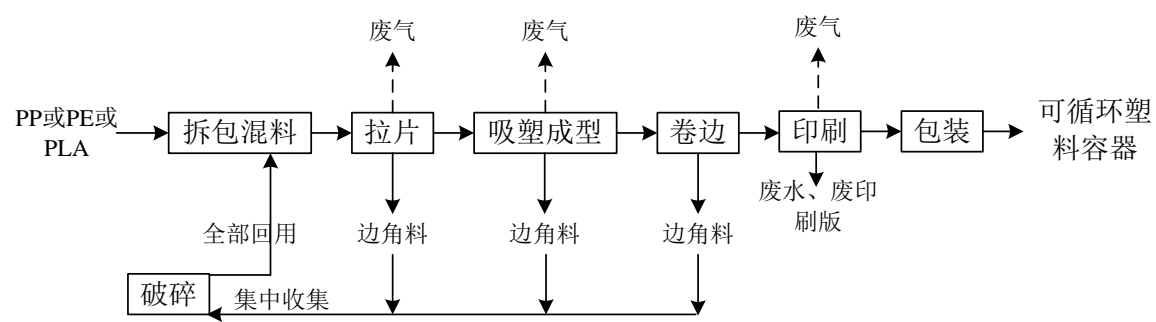 废气
废气
废气
PP或PE或
PLA
拆包混料
拉片
吸塑成型
卷边
印刷
包装
可循环塑
料容器
废水、废印
刷版
全部回用
边角料
边角料
边角料
破碎
集中收集